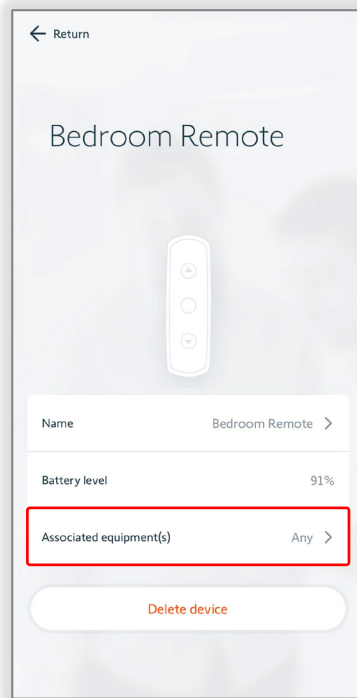 Return
Bedroom Remote
Name Bedroom Remote
Battery level 91%
Associated equipment(s) Any
Delete device